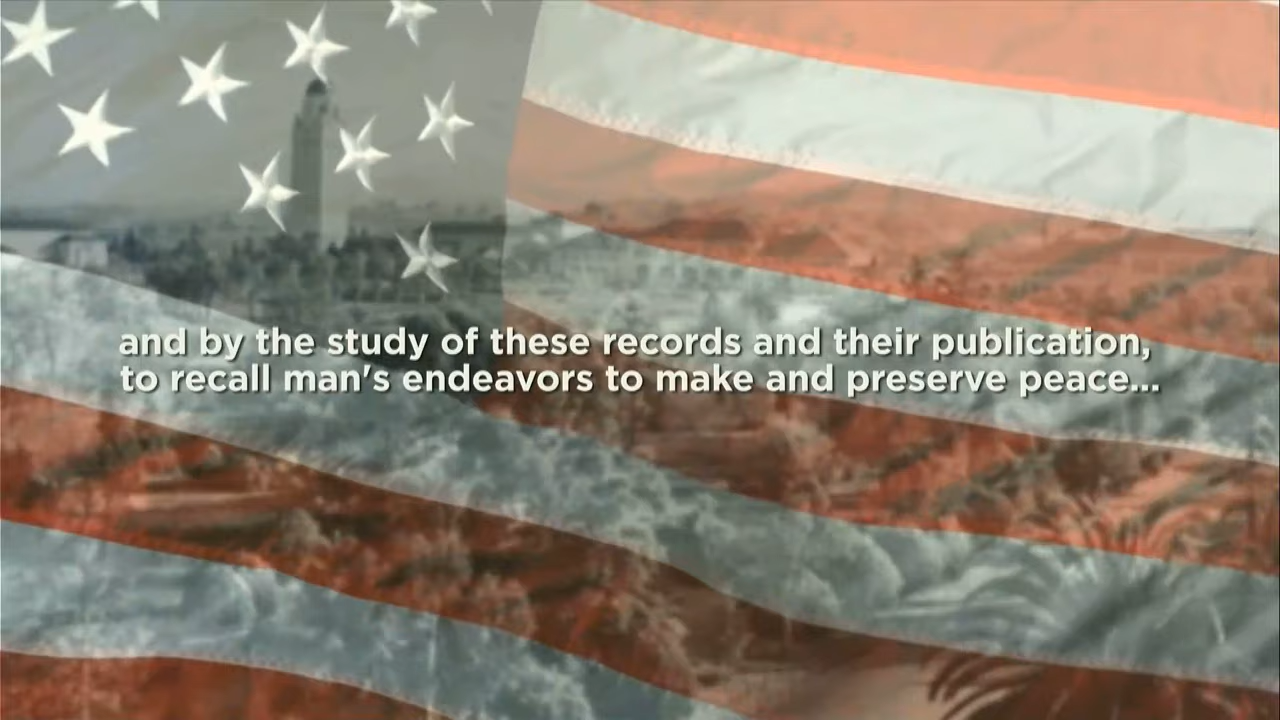 and by the study of these records and their publication,
to recall man's endeavors to make and preserve peace...